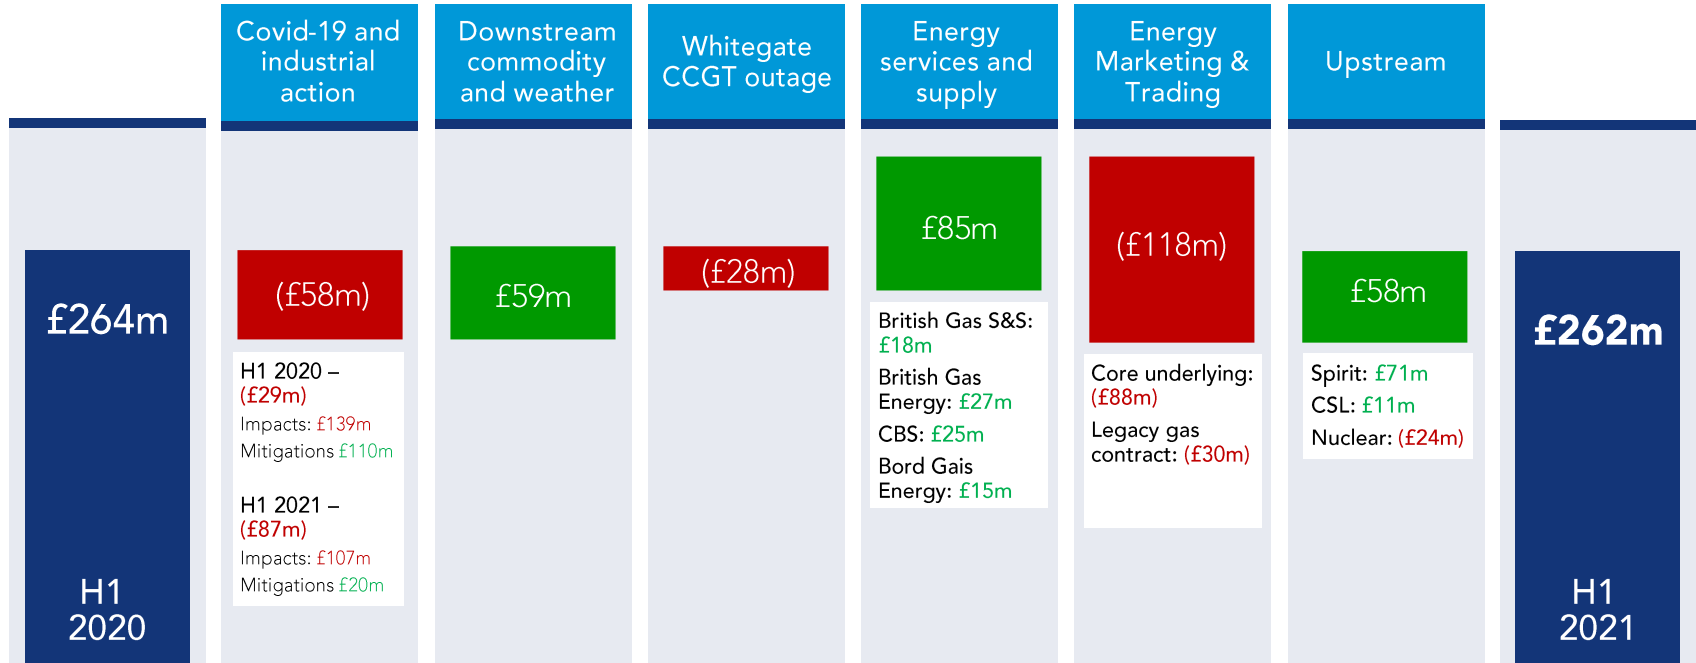 £264m
H1
2020
Covid-19 and
industrial
action
(£58m)
H1 2020 –
(£29m)
Impacts: £139m
Mitigations £110m
H1 2021 –
(£87m)
Impacts: £107m
Mitigations £20m
Downstream
commodity
and weather
£59m
Whitegate
CCGT outage
(£28m)
Energy
services and
supply
£85m
British Gas S&S:
£18m
British Gas
Energy: £27m
CBS: £25m
Bord Gais
Energy: £15m
Energy
Marketing &
Trading
(£118m)
Core underlying:
(£88m)
Legacy gas
contract: (£30m)
Upstream
£58m
Spirit: £71m
CSL: £11m
Nuclear: (£24m)
£262m
H1
2021